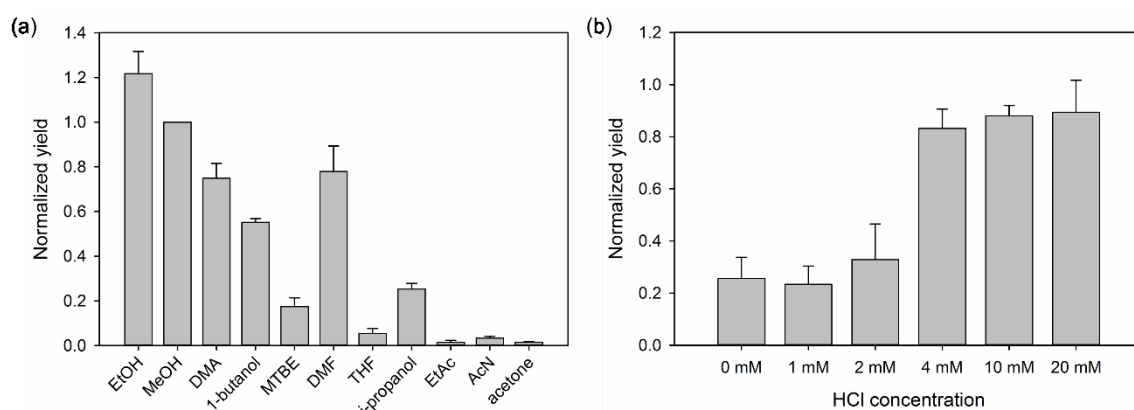 (a)
Normalized yield
1.4
1.2
1.0
0.8
0.6
0.4
0.2
0.0
EtOH
MeOH
DMA
1-butanol
MTBE
DMF
THF
i-propanol
EtAc
AcN
acetone
(b)
Normalized yield
1.2
1.0
0.8
0.6
0.4
0.2
0.0
0 mM
1 mM
2 mM
4 mM
10 mM
20 mM
HCl concentration